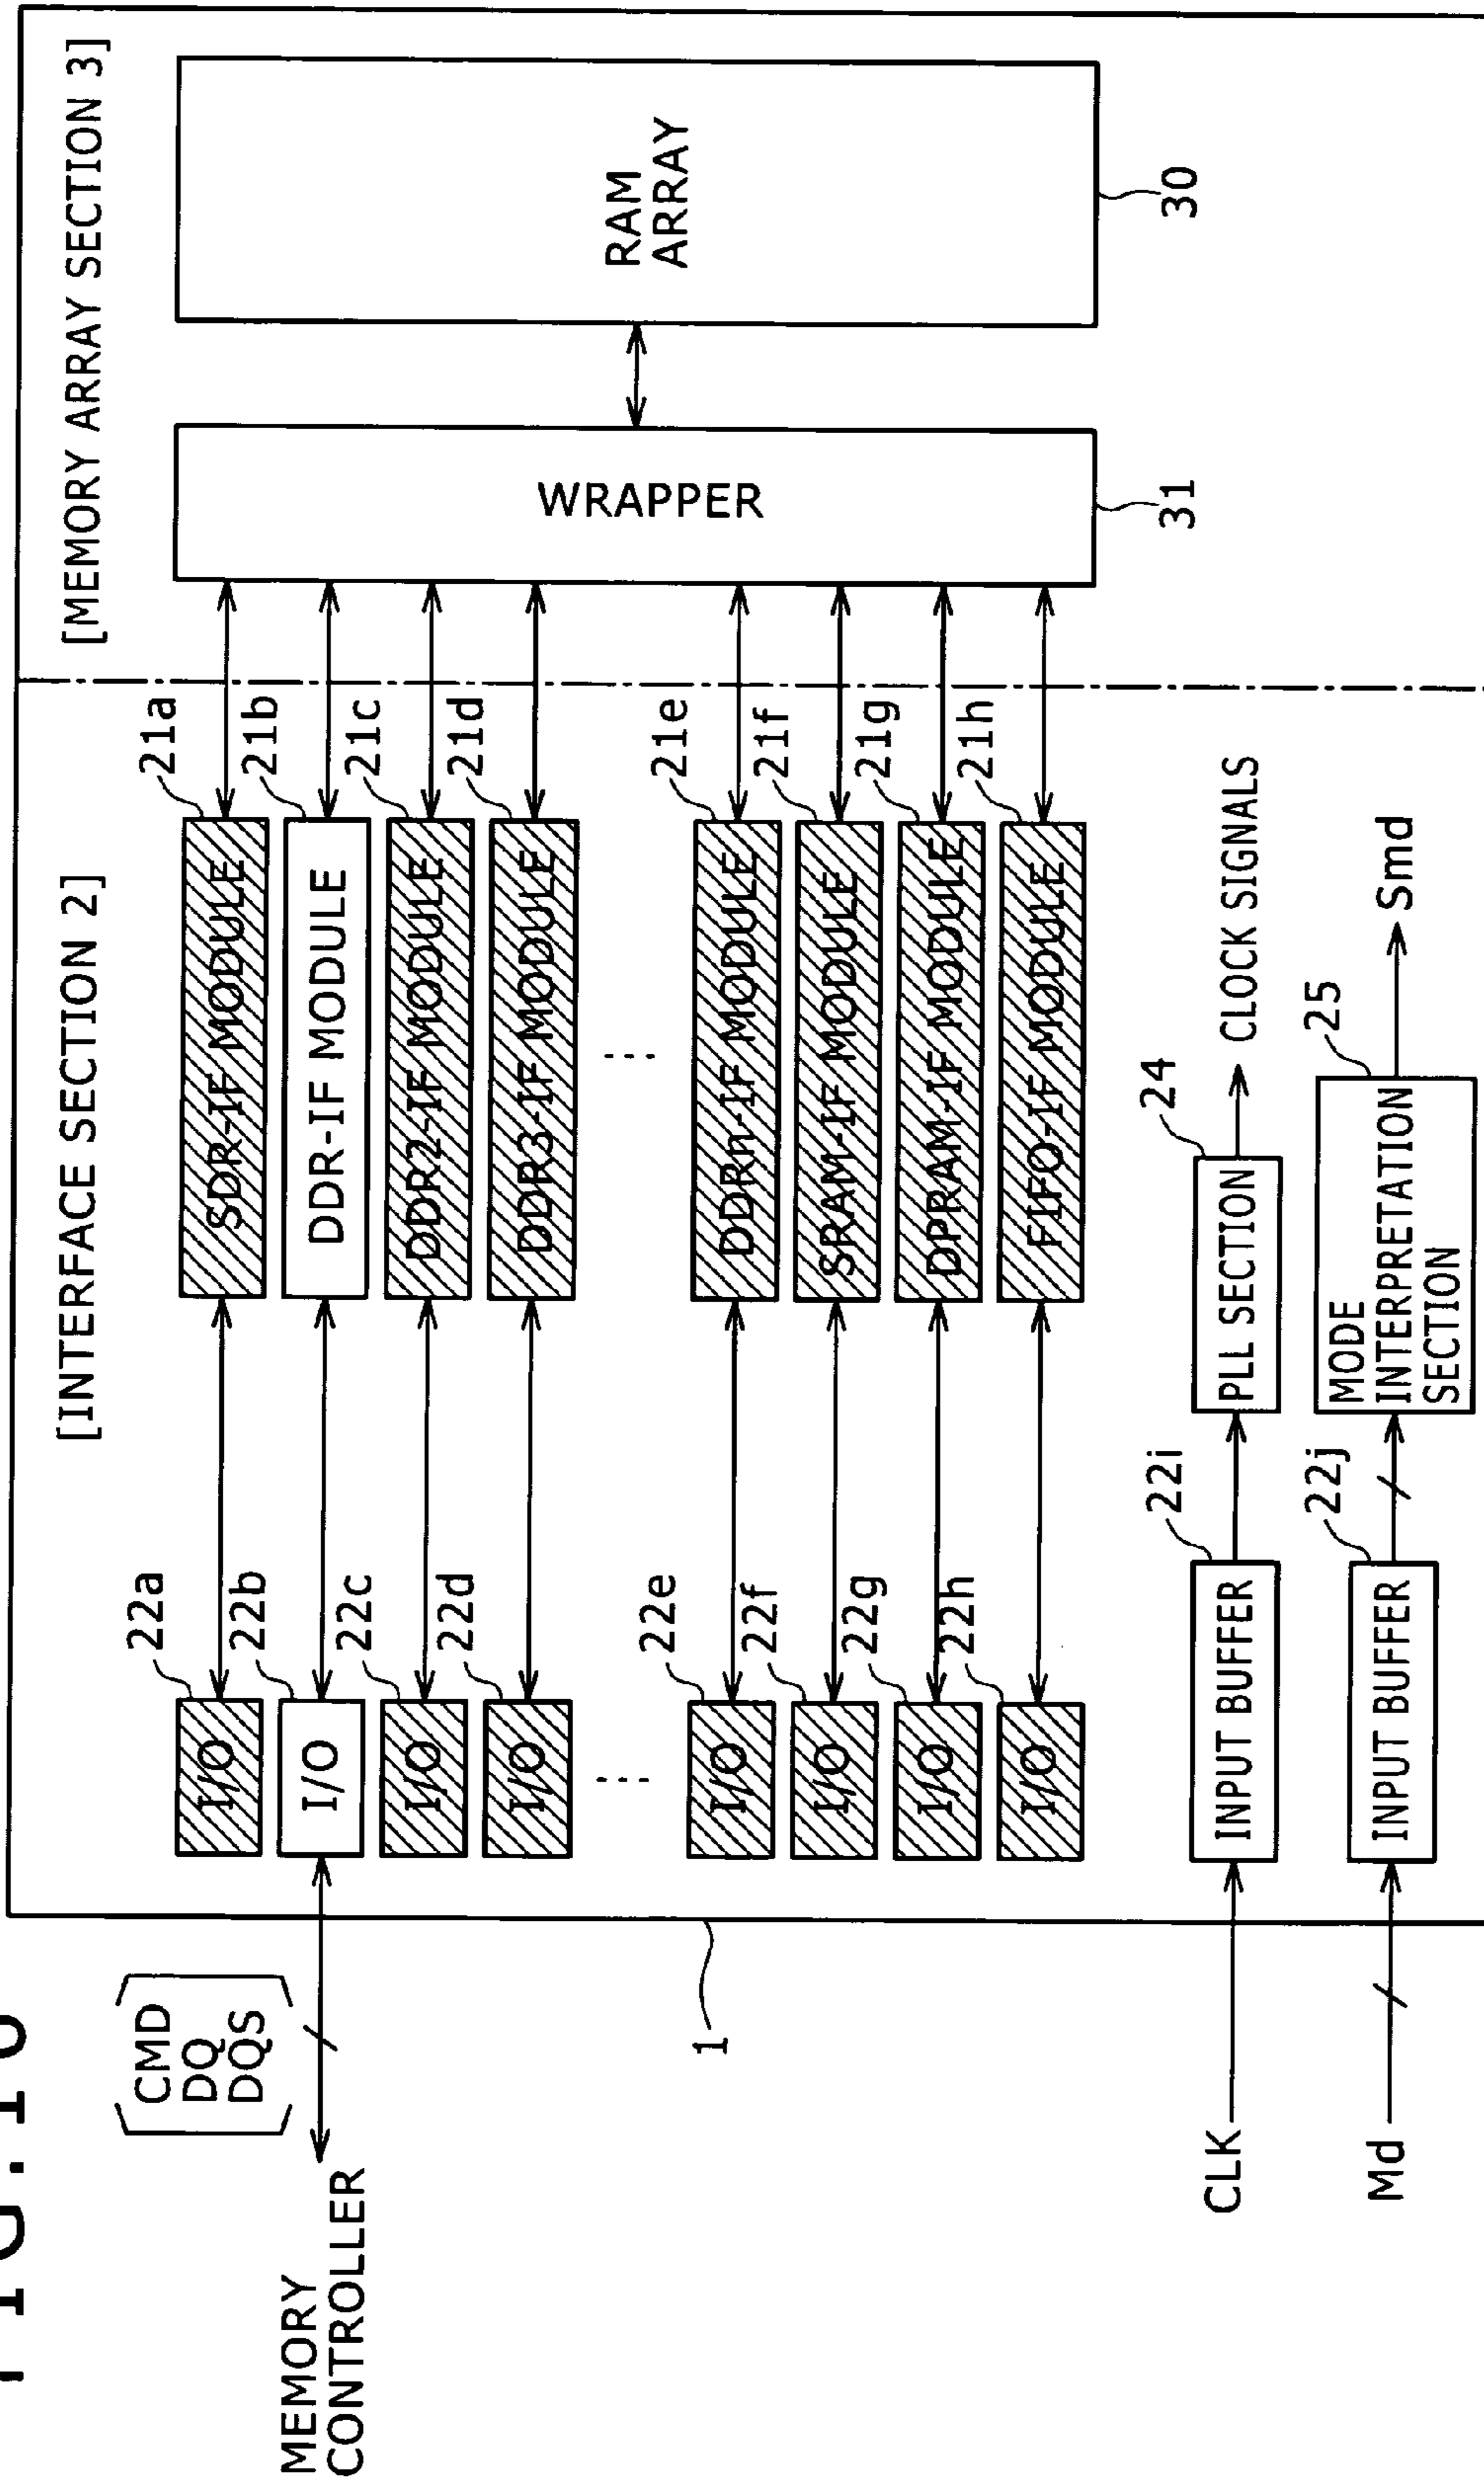 [INTERFACE SECTION 2]
[MEMORY ARRAY SECTION 3]
CMD
DQ
DQS
MEMORY
CONTROLLER
22a
I/O
21a
SDR-IF MODULE
22b
I/O
21b
DDR-IF MODULE
22c
I/O
21c
DDR2-IF MODULE
22d
I/O
21d
DDR3-IF MODULE
22e
I/O
21e
DDRn-IF MODULE
22f
I/O
21f
SRAM-IF MODULE
22g
I/O
21g
DPRAM-IF MODULE
22h
I/O
21h
FIFO-IF MODULE
WRAPPER
31
RAM
ARRAY
30
1
CLK
INPUT BUFFER
22i
PLL SECTION
24
CLOCK SIGNALS
Md
INPUT BUFFER
22j
MODE
INTERPRETATION
SECTION
25
Smd